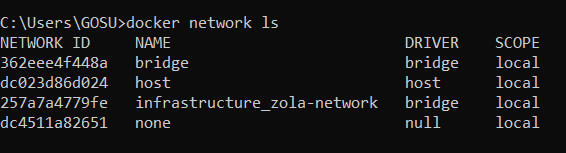 C:\Users\GOSU>docker network ls
NETWORK ID     NAME                          DRIVER    SCOPE
362eee4f448a   bridge                        bridge    local
dc023d86d024   host                          host      local
257a7a4779fe   infrastructure_zola-network   bridge    local
dc4511a82651   none                          null      local